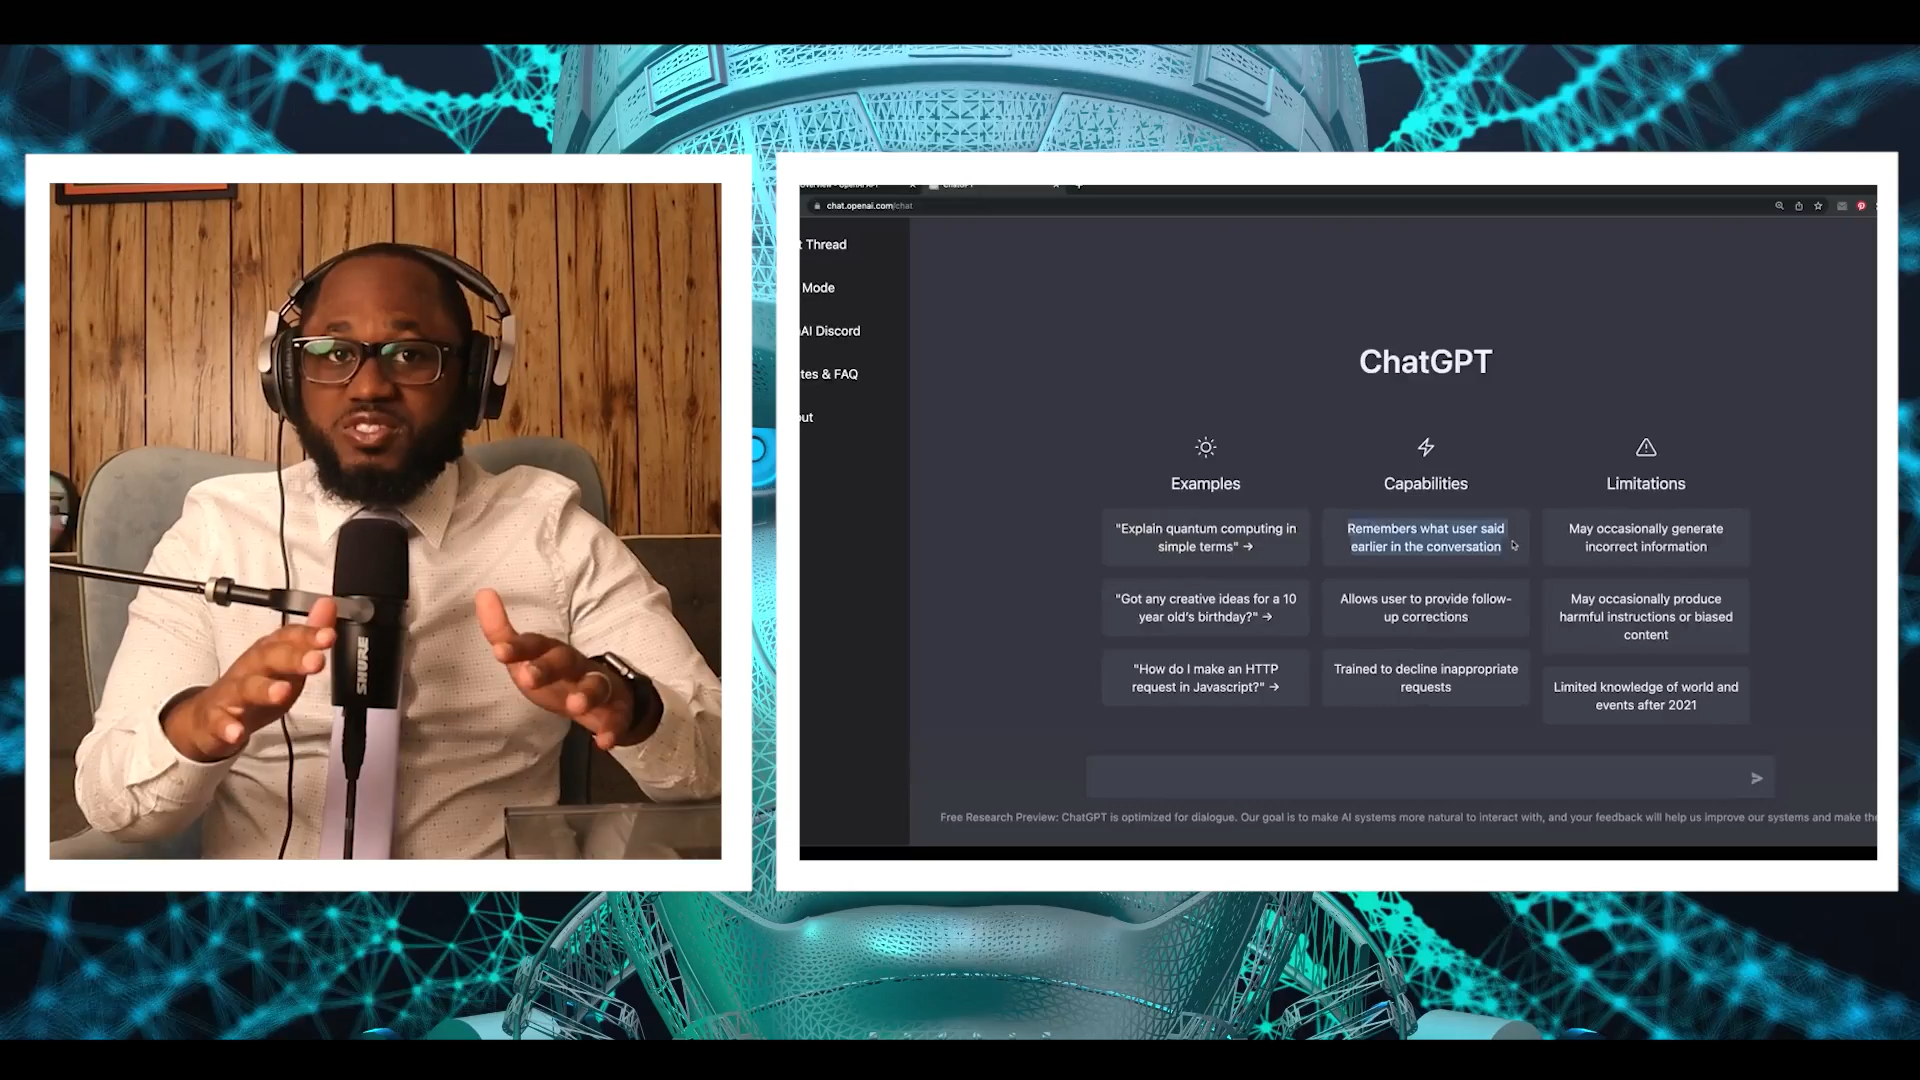 SHURE
chat.openai.com/chat
t Thread
Mode
AI Discord
tes & FAQ
out
ChatGPT
Examples
"Explain quantum computing in
simple terms" →
"Got any creative ideas for a 10
year old's birthday?" →
"How do I make an HTTP
request in Javascript?" →
Capabilities
Remembers what user said
earlier in the conversation
Allows user to provide follow-
up corrections
Trained to decline inappropriate
requests
Limitations
May occasionally generate
incorrect information
May occasionally produce
harmful instructions or biased
content
Limited knowledge of world and
events after 2021
Free Research Preview: ChatGPT is optimized for dialogue. Our goal is to make AI systems more natural to interact with, and your feedback will help us improve our systems and make the